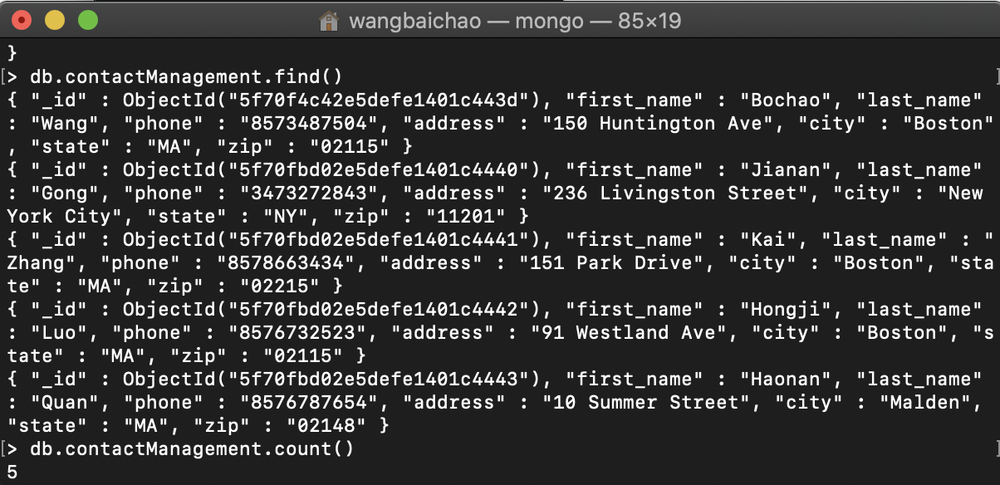 wangbaichao — mongo — 85×19
}
[> db.contactManagement.find() ]
{ "_id" : ObjectId("5f70f4c42e5defe1401c443d"), "first_name" : "Bochao", "last_name"
: "Wang", "phone" : "8573487504", "address" : "150 Huntington Ave", "city" : "Boston"
, "state" : "MA", "zip" : "02115" }
{ "_id" : ObjectId("5f70fbd02e5defe1401c4440"), "first_name" : "Jianan", "last_name"
: "Gong", "phone" : "3473272843", "address" : "236 Livingston Street", "city" : "New
York City", "state" : "NY", "zip" : "11201" }
{ "_id" : ObjectId("5f70fbd02e5defe1401c4441"), "first_name" : "Kai", "last_name" : "
Zhang", "phone" : "8578663434", "address" : "151 Park Drive", "city" : "Boston", "sta
te" : "MA", "zip" : "02215" }
{ "_id" : ObjectId("5f70fbd02e5defe1401c4442"), "first_name" : "Hongji", "last_name"
: "Luo", "phone" : "8576732523", "address" : "91 Westland Ave", "city" : "Boston", "s
tate" : "MA", "zip" : "02115" }
{ "_id" : ObjectId("5f70fbd02e5defe1401c4443"), "first_name" : "Haonan", "last_name"
: "Quan", "phone" : "8576787654", "address" : "10 Summer Street", "city" : "Malden",
"state" : "MA", "zip" : "02148" }
[> db.contactManagement.count() ]
5